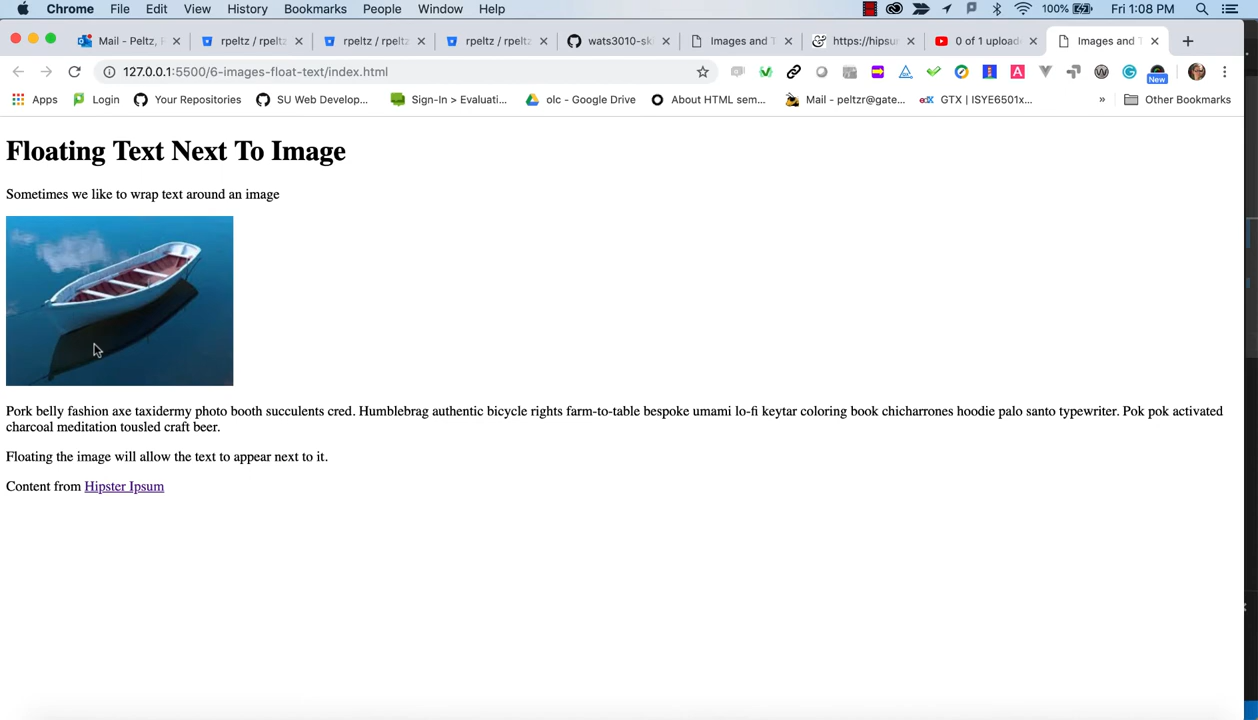 Chrome File Edit View History Bookmarks People Window Help 100% Fri 1:08 PM
Mail - Peltz, rpeltz / rpeltz rpeltz / rpeltz rpeltz / rpeltz wats3010-sk Images and T https://hipsu 0 of 1 upload Images and T
127.0.0.1:5500/6-images-float-text/index.html
New
Apps Login Your Repositories SU Web Develop... Sign-In > Evaluati... olc - Google Drive About HTML sem... Mail - peltzr@gate... edX GTX | ISYE6501x... » Other Bookmarks
Floating Text Next To Image
Sometimes we like to wrap text around an image
Pork belly fashion axe taxidermy photo booth succulents cred. Humblebrag authentic bicycle rights farm-to-table bespoke umami lo-fi keytar coloring book chicharrones hoodie palo santo typewriter. Pok pok activated
charcoal meditation tousled craft beer.
Floating the image will allow the text to appear next to it.
Content from Hipster Ipsum